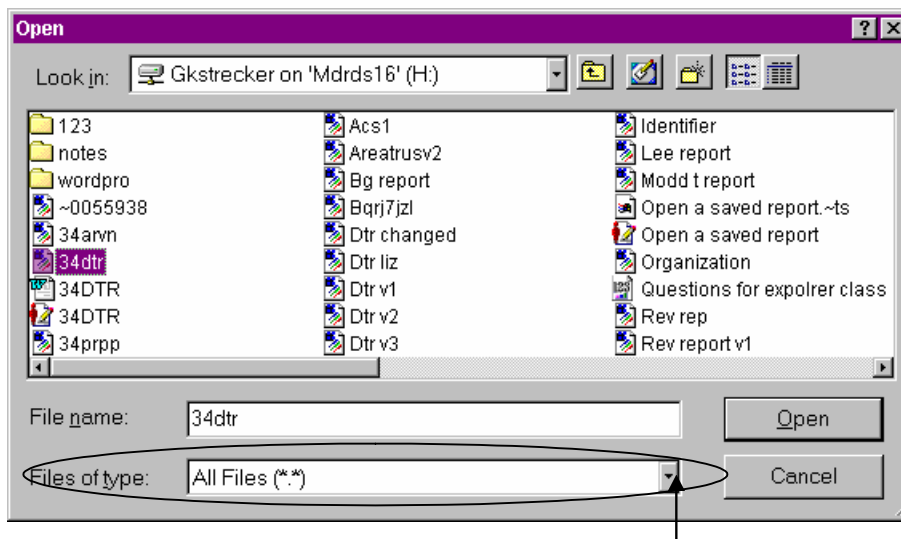 Open
Look in: Gkstrecker on 'Mdrds16' (H:)
123
notes
wordpro
~0055938
34arvn
34dtr
34DTR
34DTR
34prpp
Acs1
Areatrusv2
Bg report
Bqrj7jzl
Dtr changed
Dtr liz
Dtr v1
Dtr v2
Dtr v3
Identifier
Lee report
Modd t report
Open a saved report.~ts
Open a saved report
Organization
Questions for expolrer class
Rev rep
Rev report v1
File name: 34dtr Open
Files of type: All Files (*.*) Cancel